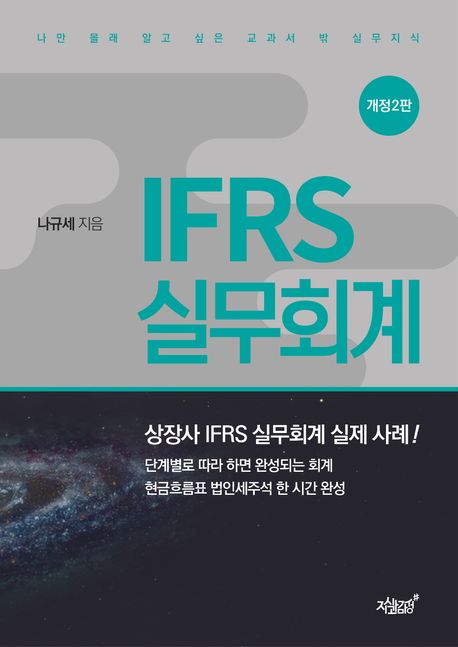 나만 몰래 알고 싶은 교과서 밖 실무지식
개정2판
IFRS
나규세 지음
실무회계
상장사 IFRS 실무회계 실제 사례!
단계별로 따라 하면 완성되는 회계
현금흐름표 법인세주석 한 시간 완성
지식과감성#